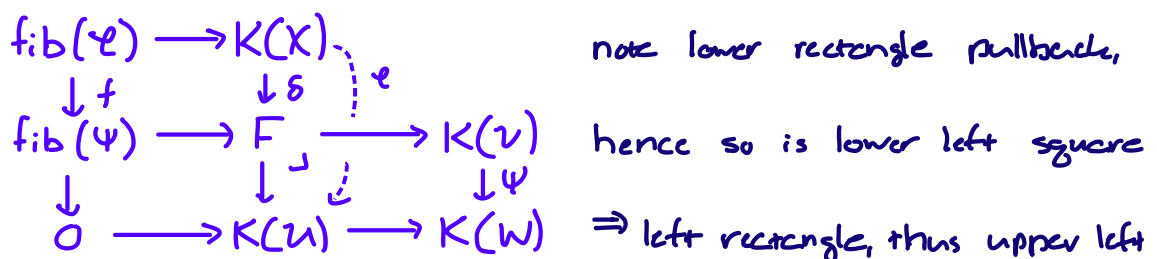 fib(φ) → K(X)
↓ f ↓ δ φ
fib(ψ) → F → K(V)
↓ ↓ ↓ ψ
0 → K(U) → K(W)
note lower rectangle pullback,
hence so is lower left square
⇒ left rectangle, thus upper left